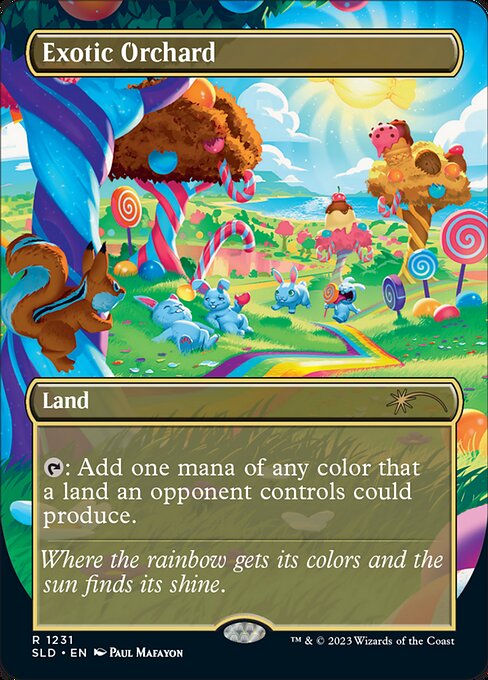 Exotic Orchard
Land
: Add one mana of any color that
a land an opponent controls could
produce.
Where the rainbow gets its colors and the
sun finds its shine.
R 1231
SLD • EN PAUL MAFAYON
™ & © 2023 Wizards of the Coast